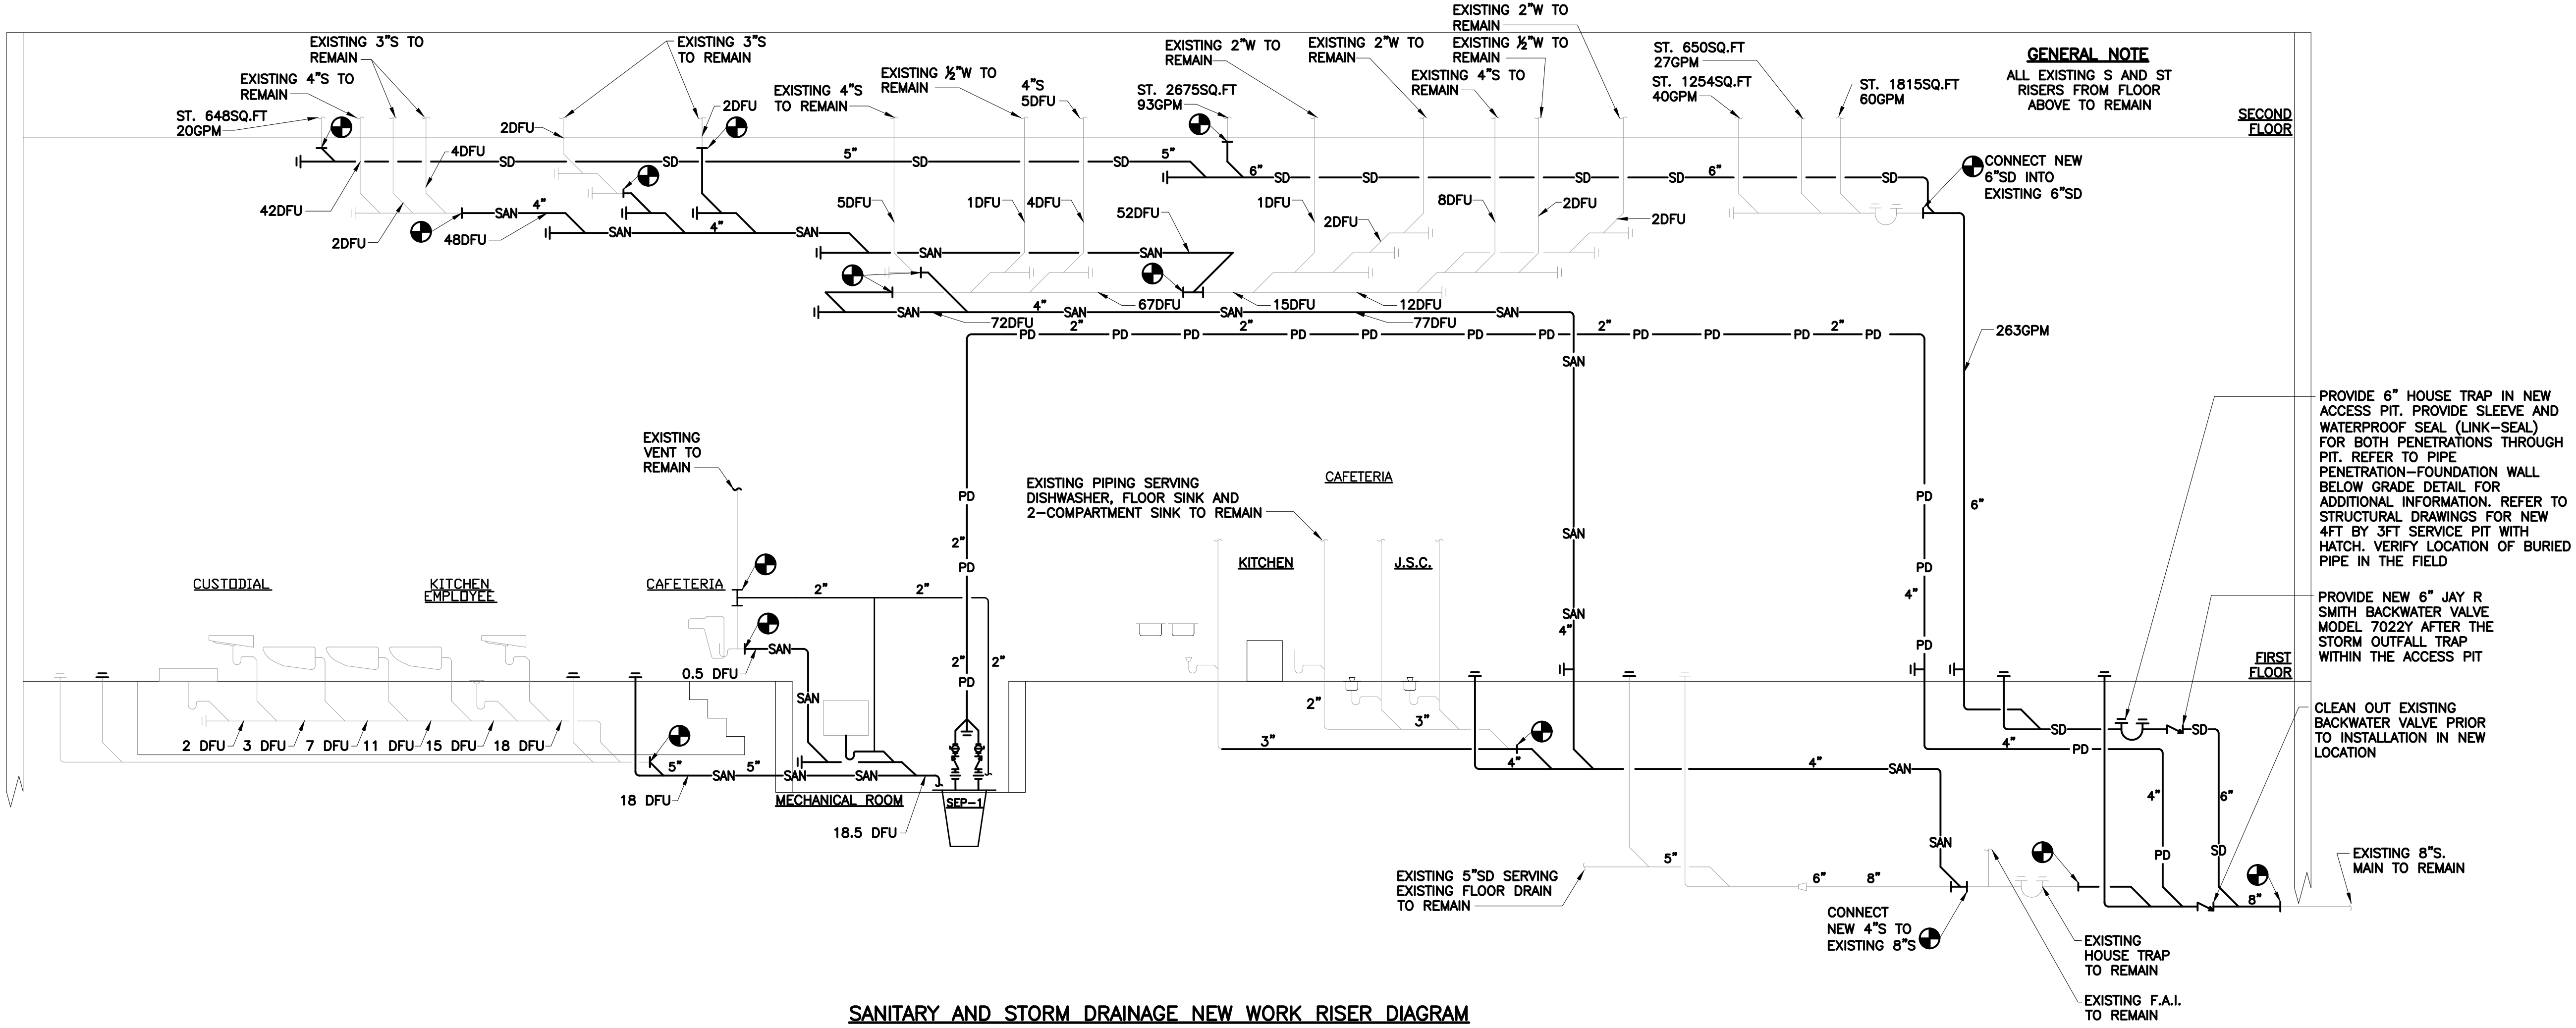 EXISTING 2"W TO
REMAIN
EXISTING 3"S TO
REMAIN
EXISTING 3"S
TO REMAIN
EXISTING 2"W TO
REMAIN
EXISTING 2"W TO
REMAIN
EXISTING ½"W TO
REMAIN
ST. 650SQ.FT
27GPM
GENERAL NOTE
ALL EXISTING S AND ST
RISERS FROM FLOOR
ABOVE TO REMAIN
EXISTING 4"S TO
REMAIN
EXISTING ½"W TO
REMAIN
EXISTING 4"S
TO REMAIN
4"S
5DFU
EXISTING 4"S TO
REMAIN
ST. 1254SQ.FT
40GPM
ST. 1815SQ.FT
60GPM
ST. 2675SQ.FT
93GPM
ST. 648SQ.FT
20GPM
2DFU
2DFU
SECOND
FLOOR
4DFU
SD
SD
5"
SD
SD
5"
6"
SD
SD
SD
SD
6"
SD
CONNECT NEW
6"SD INTO
EXISTING 6"SD
42DFU
2DFU
SAN
4"
48DFU
SAN
4"
SAN
5DFU
1DFU
4DFU
52DFU
1DFU
2DFU
8DFU
2DFU
2DFU
SAN
SAN
67DFU
15DFU
12DFU
SAN
72DFU
4"
SAN
SAN
77DFU
SAN
PD
2"
PD
PD
2"
PD
PD
PD
PD
2"
PD
PD
PD
2"
PD
263GPM
SAN
PROVIDE 6" HOUSE TRAP IN NEW
ACCESS PIT. PROVIDE SLEEVE AND
WATERPROOF SEAL (LINK-SEAL)
FOR BOTH PENETRATIONS THROUGH
PIT. REFER TO PIPE
PENETRATION-FOUNDATION WALL
BELOW GRADE DETAIL FOR
ADDITIONAL INFORMATION. REFER TO
STRUCTURAL DRAWINGS FOR NEW
4FT BY 3FT SERVICE PIT WITH
HATCH. VERIFY LOCATION OF BURIED
PIPE IN THE FIELD
EXISTING
VENT TO
REMAIN
EXISTING PIPING SERVING
DISHWASHER, FLOOR SINK AND
2-COMPARTMENT SINK TO REMAIN
CAFETERIA
PD
2"
PD
SAN
PD
6"
PD
4"
CUSTODIAL
KITCHEN
EMPLOYEE
CAFETERIA
2"
2"
KITCHEN
J.S.C.
SAN
4"
PD
PROVIDE NEW 6" JAY R
SMITH BACKWATER VALVE
MODEL 7022Y AFTER THE
STORM OUTFALL TRAP
WITHIN THE ACCESS PIT
SAN
0.5 DFU
2"
2"
PD
FIRST
FLOOR
SAN
2"
3"
CLEAN OUT EXISTING
BACKWATER VALVE PRIOR
TO INSTALLATION IN NEW
LOCATION
2 DFU
3 DFU
7 DFU
11 DFU
15 DFU
18 DFU
3"
SD
SD
4"
PD
5"
SAN
5"
SAN
SAN
4"
4"
SAN
18 DFU
MECHANICAL ROOM
SEP-1
18.5 DFU
4"
6"
SAN
PD
SD
5"
6"
8"
8"
EXISTING 5"SD SERVING
EXISTING FLOOR DRAIN
TO REMAIN
EXISTING 8"S.
MAIN TO REMAIN
CONNECT
NEW 4"S TO
EXISTING 8"S
EXISTING
HOUSE TRAP
TO REMAIN
EXISTING F.A.I.
TO REMAIN
SANITARY AND STORM DRAINAGE NEW WORK RISER DIAGRAM